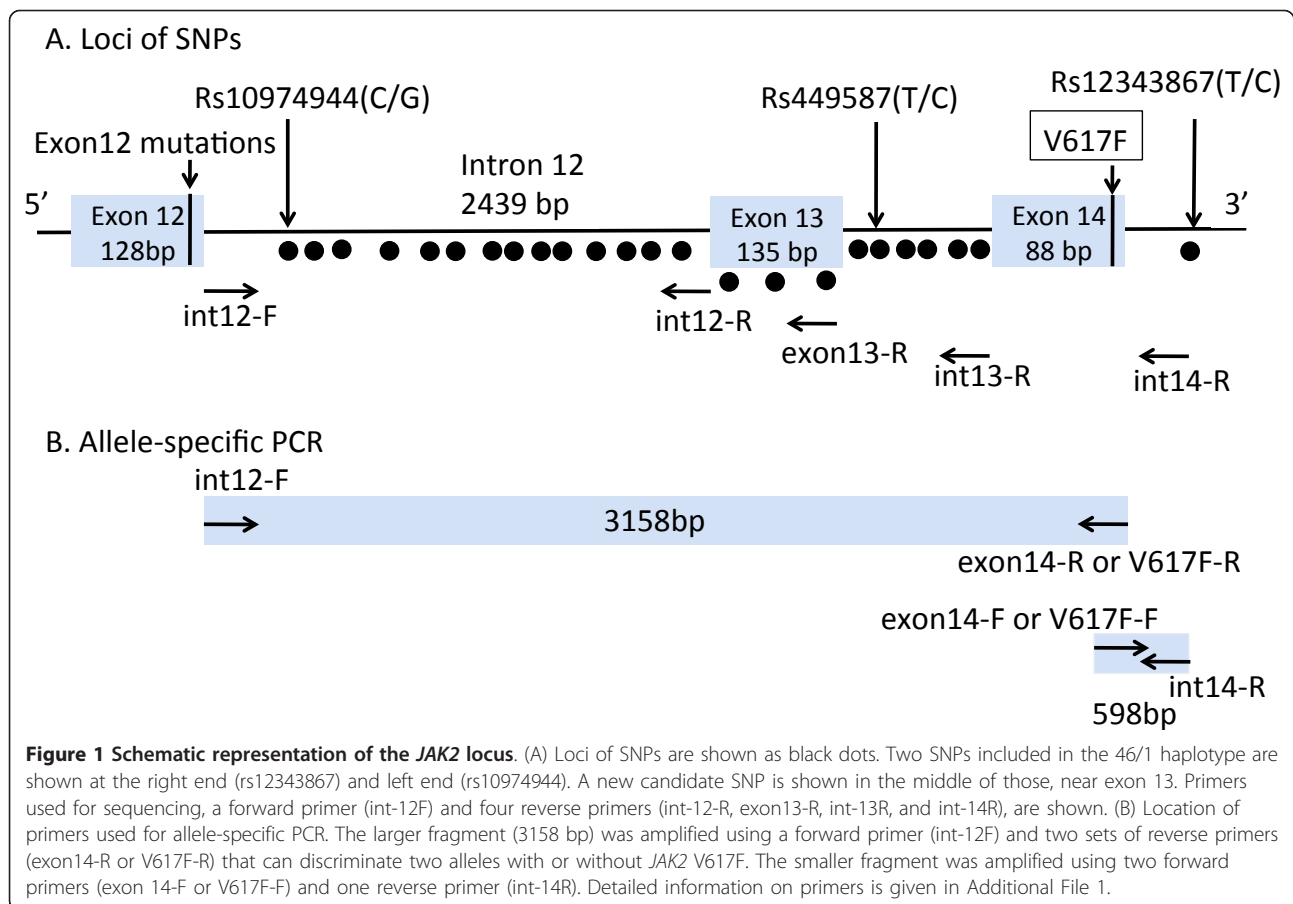 A. Loci of SNPs
Rs10974944(C/G)
Rs449587(T/C)
Rs12343867(T/C)
Exon12 mutations
V617F
Intron 12
2439 bp
5’
3’
Exon 12
128bp
Exon 13
135 bp
Exon 14
88 bp
int12-F
int12-R
exon13-R
int13-R
int14-R
B. Allele-specific PCR
int12-F
3158bp
exon14-R or V617F-R
exon14-F or V617F-F
int14-R
598bp
Figure 1 Schematic representation of the JAK2 locus. (A) Loci of SNPs are shown as black dots. Two SNPs included in the 46/1 haplotype are
shown at the right end (rs12343867) and left end (rs10974944). A new candidate SNP is shown in the middle of those, near exon 13. Primers
used for sequencing, a forward primer (int-12F) and four reverse primers (int-12-R, exon13-R, int-13R, and int-14R), are shown. (B) Location of
primers used for allele-specific PCR. The larger fragment (3158 bp) was amplified using a forward primer (int-12F) and two sets of reverse primers
(exon14-R or V617F-R) that can discriminate two alleles with or without JAK2 V617F. The smaller fragment was amplified using two forward
primers (exon 14-F or V617F-F) and one reverse primer (int-14R). Detailed information on primers is given in Additional File 1.